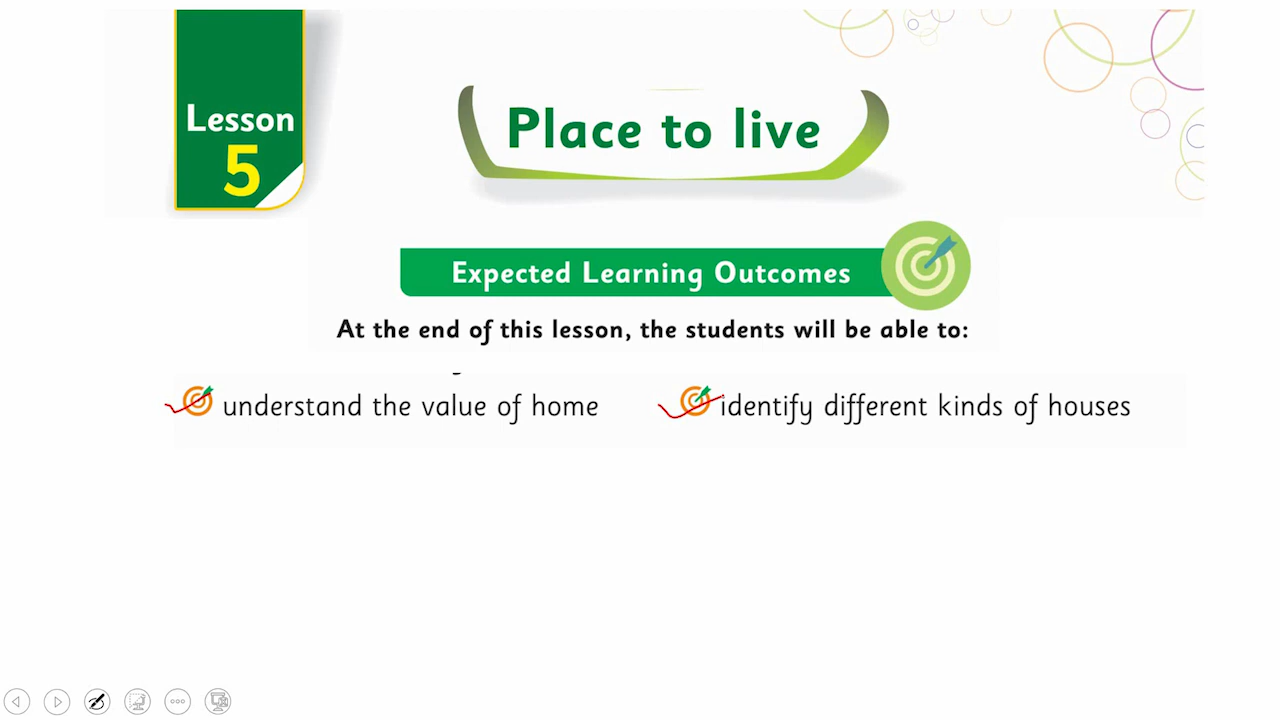 Lesson
5
Place to live
Expected Learning Outcomes
At the end of this lesson, the students will be able to:
understand the value of home
identify different kinds of houses